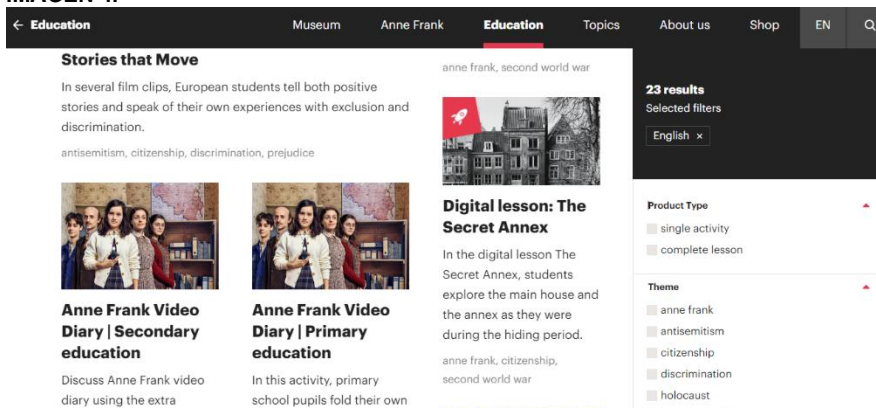 ← Education
Museum
Anne Frank
Education
Topics
About us
Shop
EN
Stories that Move
In several film clips, European students tell both positive
stories and speak of their own experiences with exclusion and
discrimination.
antisemitism, citizenship, discrimination, prejudice
Anne Frank Video
Diary | Secondary
education
Discuss Anne Frank video
diary using the extra
Anne Frank Video
Diary | Primary
education
In this activity, primary
school pupils fold their own
anne frank, second world war
Digital lesson: The
Secret Annex
In the digital lesson The
Secret Annex, students
explore the main house and
the annex as they were
during the hiding period.
anne frank, citizenship,
second world war
23 results
Selected filters
English ×
Product Type
single activity
complete lesson
Theme
anne frank
antisemitism
citizenship
discrimination
holocaust